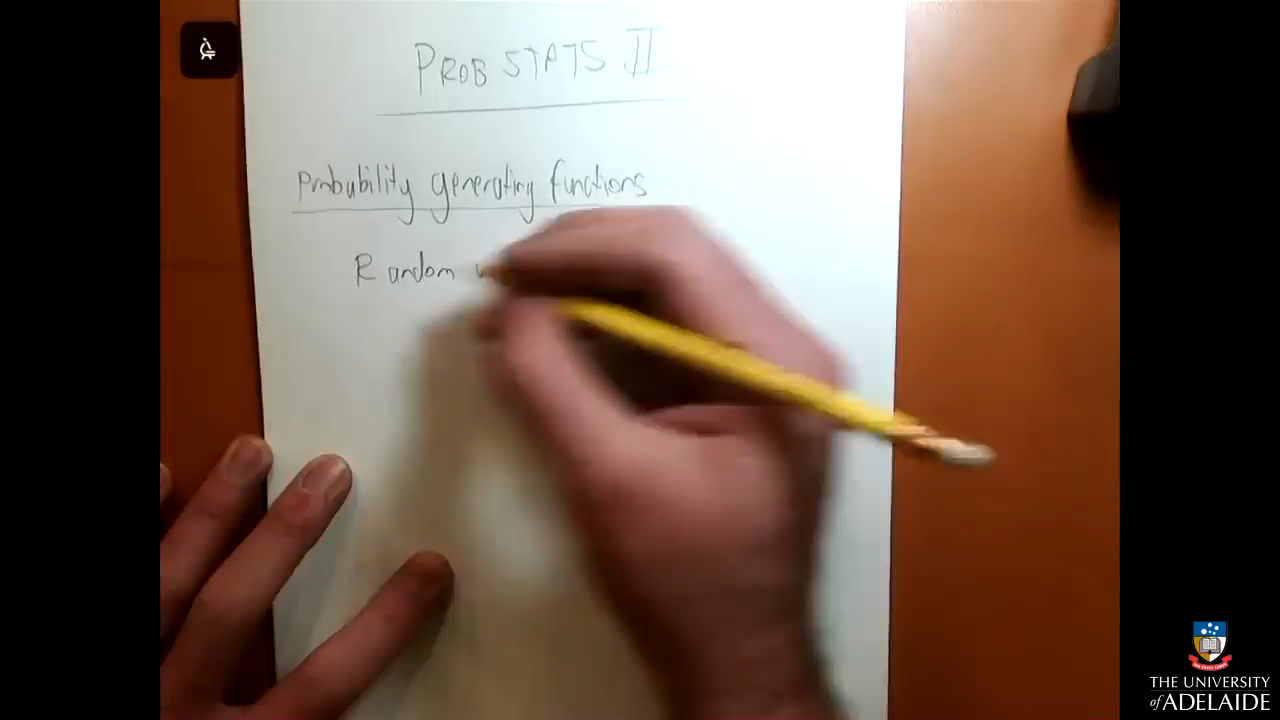 PROB STATS II
Probability generating functions
Random
THE UNIVERSITY
of ADELAIDE